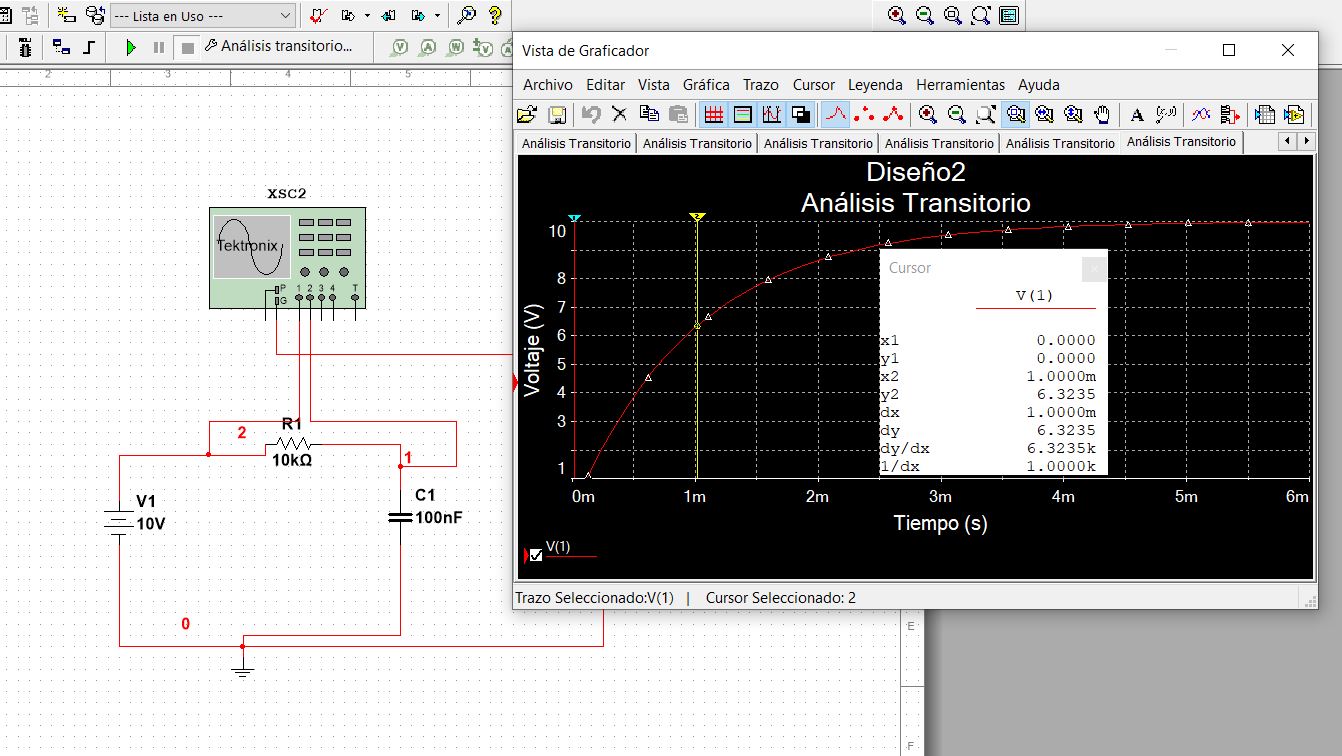 --- Lista en Uso ---
Análisis transitorio...
2 3 4 5
XSC2
Tektronix
P
G
1 2 3 4 T
R1
10kΩ
2
1
V1
10V
C1
100nF
0
E
F
Vista de Graficador
Archivo Editar Vista Gráfica Trazo Cursor Leyenda Herramientas Ayuda
Análisis Transitorio Análisis Transitorio Análisis Transitorio Análisis Transitorio Análisis Transitorio Análisis Transitorio
Diseño2
Análisis Transitorio
1 2
10
8
7
6
5
4
3
1
Voltaje (V)
0m 1m 2m 3m 4m 5m 6m
Tiempo (s)
Cursor
V(1)
x1 0.0000
y1 0.0000
x2 1.0000m
y2 6.3235
dx 1.0000m
dy 6.3235
dy/dx 6.3235k
1/dx 1.0000k
V(1)
Trazo Seleccionado:V(1) | Cursor Seleccionado: 2